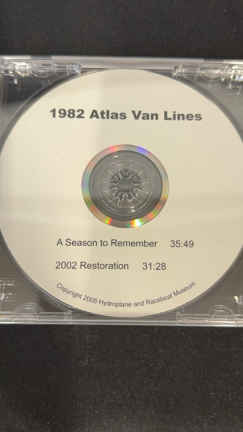 1982 Atlas Van Lines
A Season to Remember 35:49
2002 Restoration 31:28
Copyright 2005 Hydroplane and Raceboat Museum